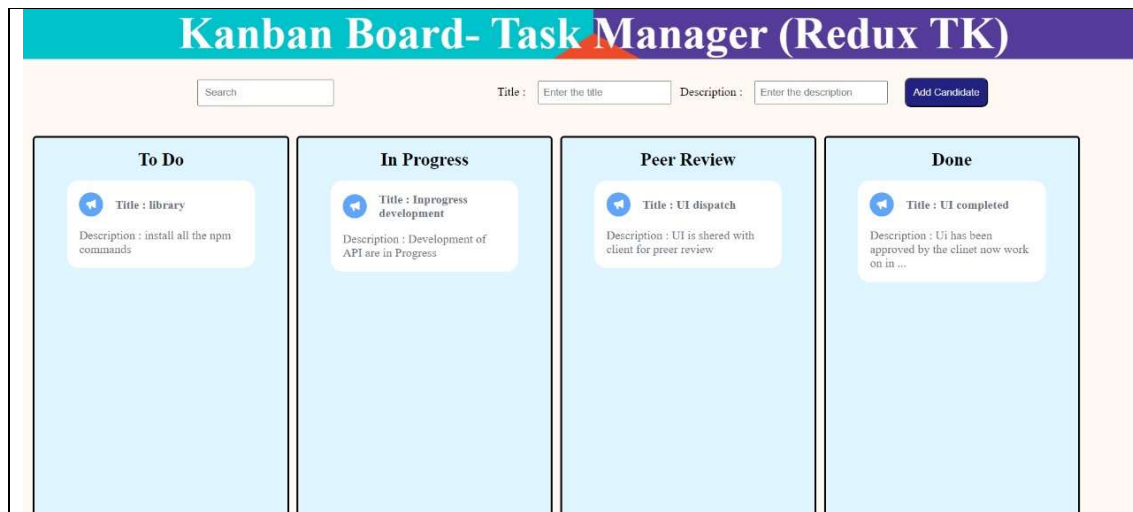 Kanban Board- Task Manager (Redux TK)
Search
Title :
Enter the title
Description :
Enter the description
Add Candidate
To Do
Title : library
Description : install all the npm
commands
In Progress
Title : Inprogress
development
Description : Development of
API are in Progress
Peer Review
Title : UI dispatch
Description : UI is shered with
client for preer review
Done
Title : UI completed
Description : Ui has been
approved by the clinet now work
on in ...